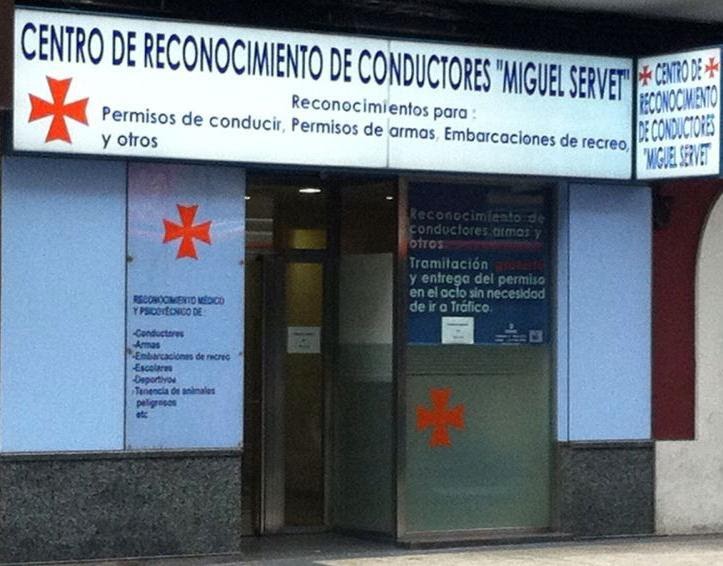 CENTRO DE RECONOCIMIENTO DE CONDUCTORES "MIGUEL SERVET"
Reconocimientos para :
Permisos de conducir, Permisos de armas, Embarcaciones de recreo,
y otros
CENTRO DE
RECONOCIMIENTO
DE CONDUCTORES
"MIGUEL SERVET"
RECONOCIMIENTO MÉDICO
Y PSICOTÉCNICO DE :
-Conductores
-Armas
-Embarcaciones de recreo
-Escolares
-Deportivos
-Tenencia de animales
peligrosos
etc
Reconocimiento de
conductores, armas y
otros
Tramitación gratuita
y entrega del permiso
en el acto sin necesidad
de ir a Tráfico.